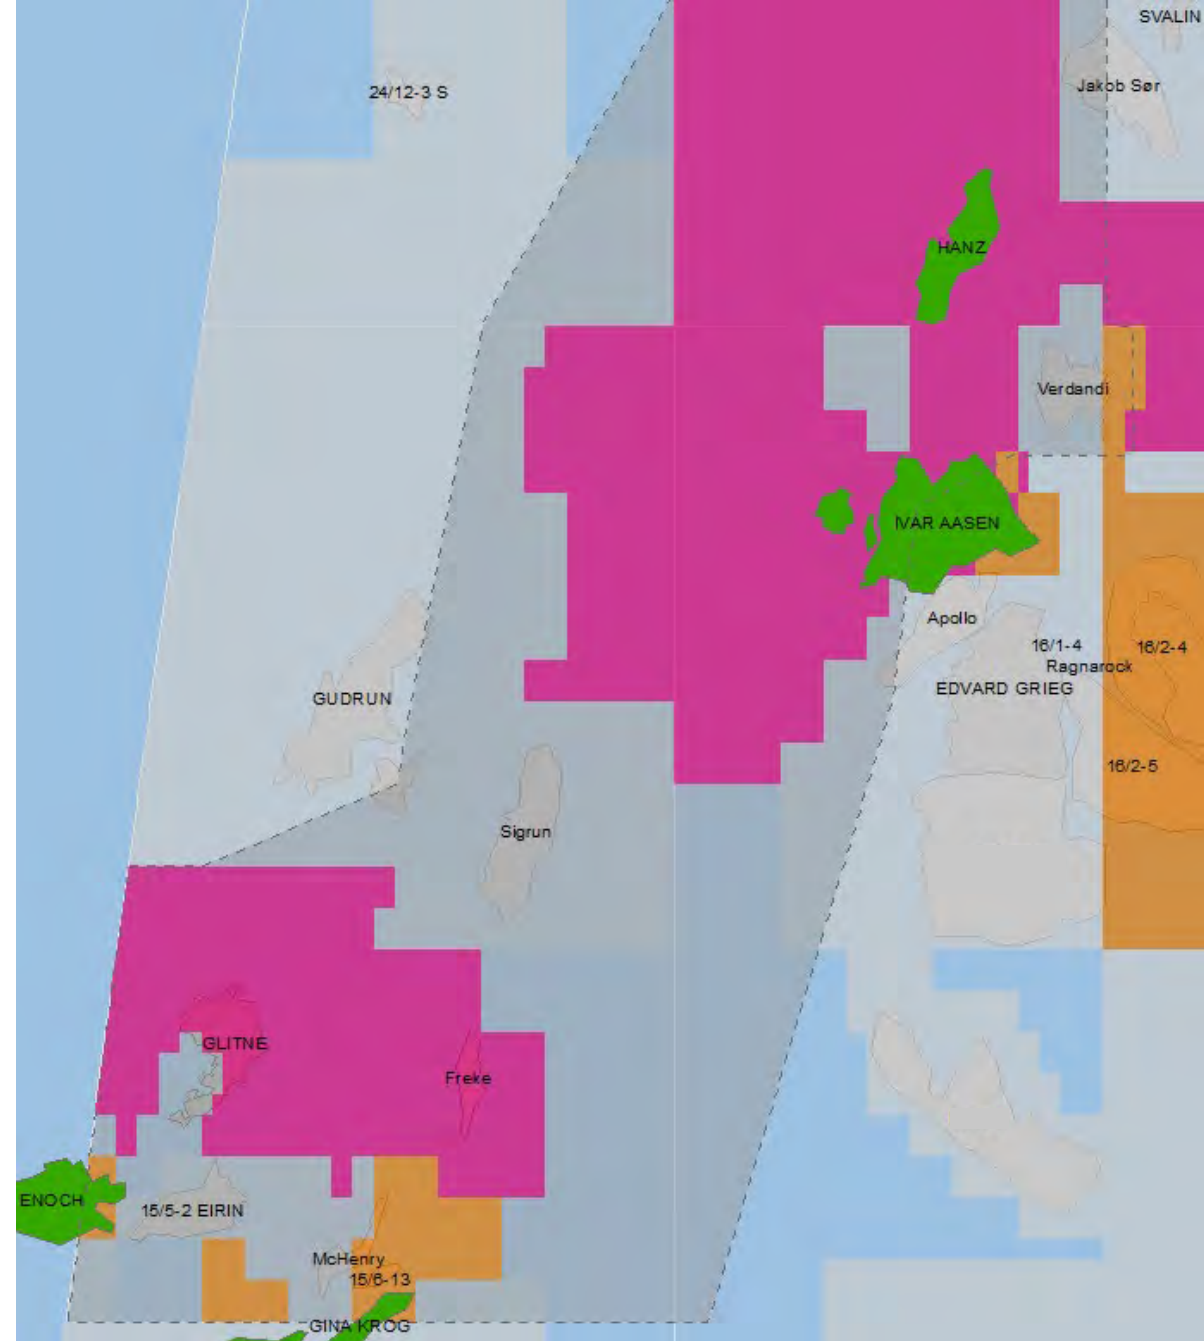 SVALIN
Jakob Sør
24/12-3 S
HANZ
Verdandi
IVAR AASEN
Apollo
16/1-4
16/2-4
Ragnarock
EDVARD GRIEG
GUDRUN
16/2-5
Sigrun
GLITNE
Freke
ENOCH
15/5-2 EIRIN
McHenry
15/6-13
GINA KROG